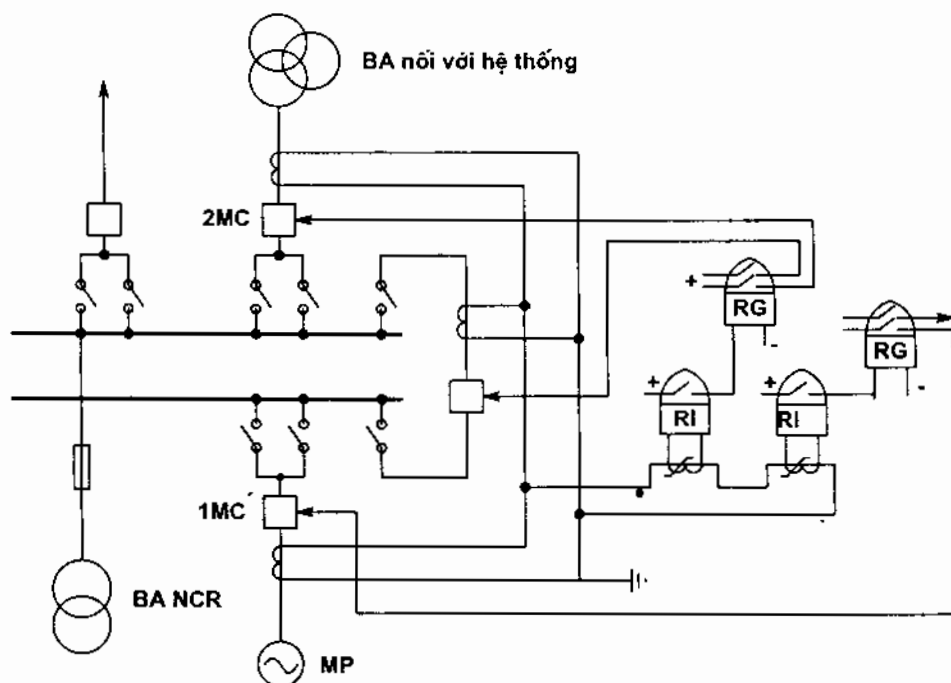 BA nối với hệ thống
2MC
+
RG
-
RG
-
+
RI
+
RI
1MC
BA NCR
MP